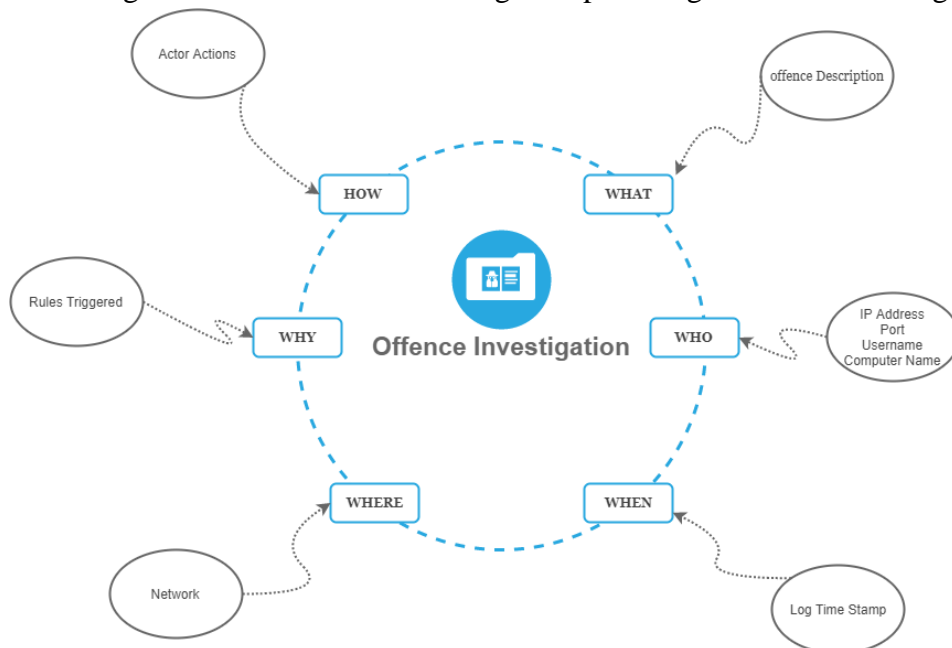 Actor Actions
offence Description
HOW
WHAT
Rules Triggered
WHY
Offence Investigation
WHO
IP Address
Port
Username
Computer Name
WHERE
WHEN
Network
Log Time Stamp